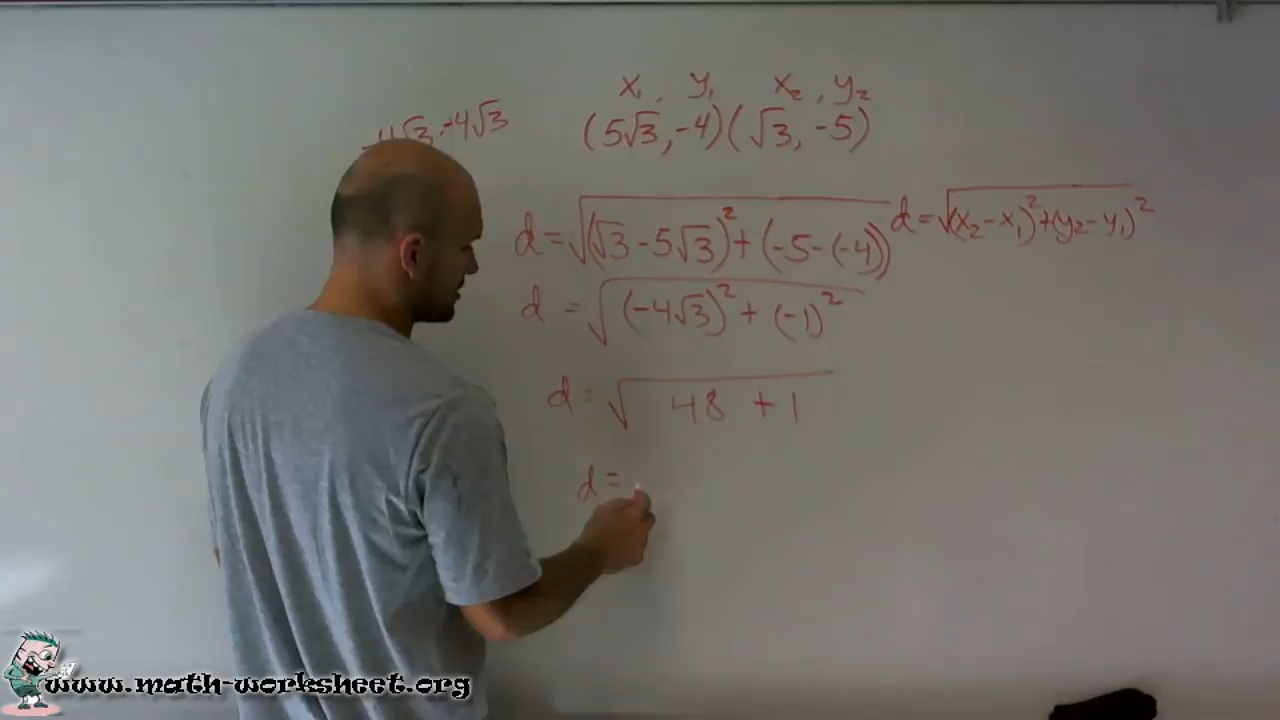 x₁, y₁ x₂, y₂
-4√3·-4√3 (5√3, -4)(√3, -5)
d=√(√3 - 5√3)²+(-5-(-4)) d=√(x₂-x₁)²+(y₂-y₁)²
d = √(-4√3)² + (-1)²
d = √48 + 1
d =
www.math-worksheet.org